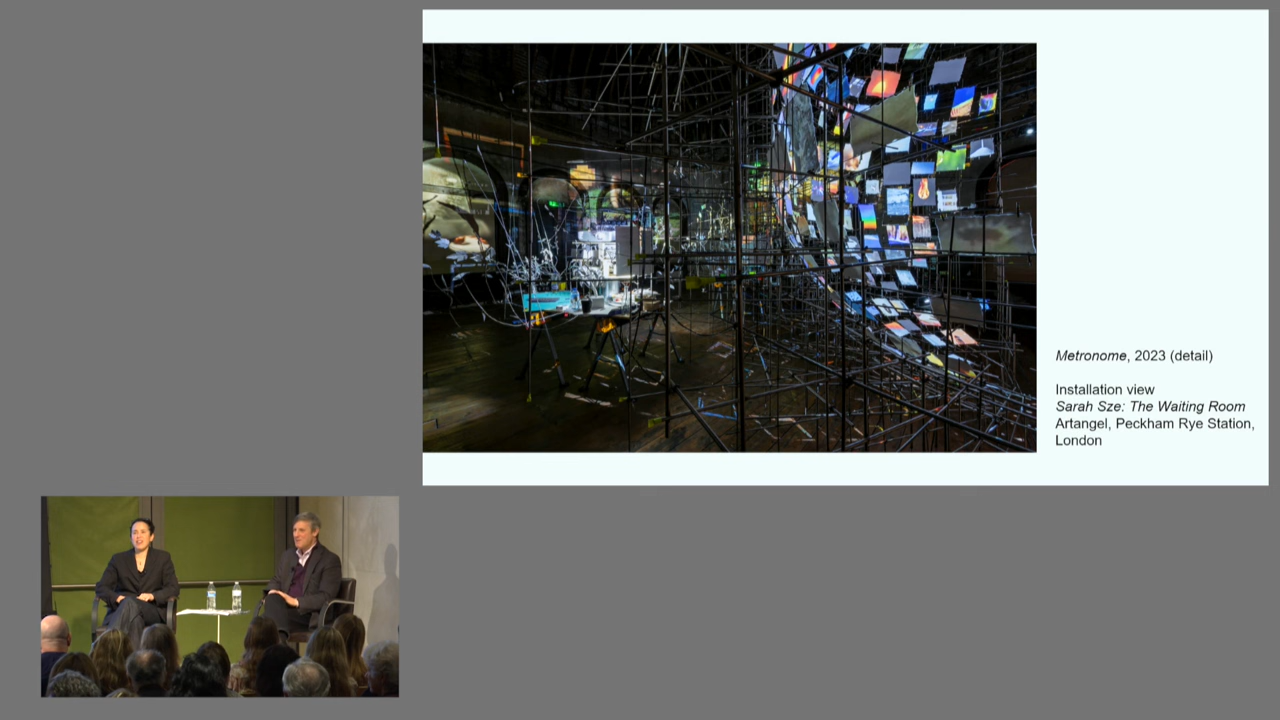 Metronome, 2023 (detail)
Installation view
Sarah Sze: The Waiting Room
Artangel, Peckham Rye Station,
London